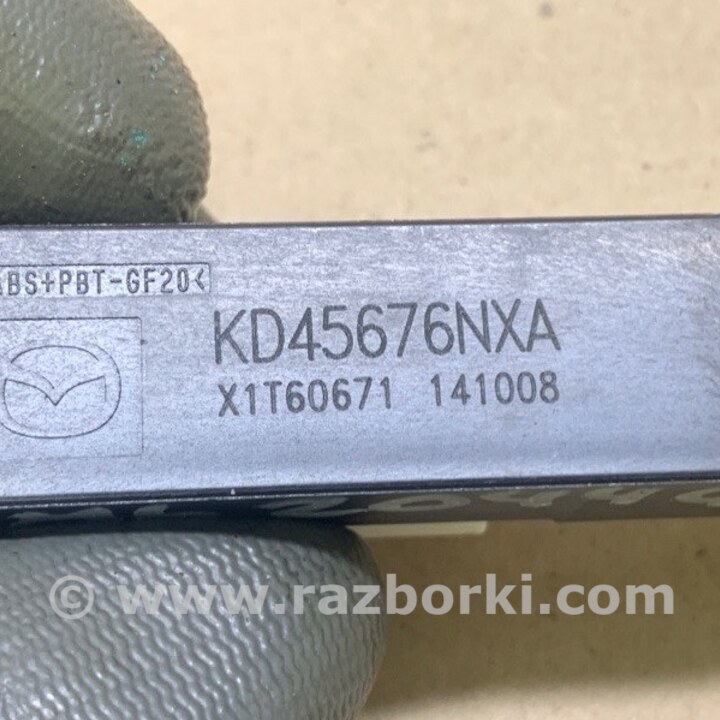 ABS+PBT-GF20<
KD45676NXA
X1T60671 141008
© www.razborki.com